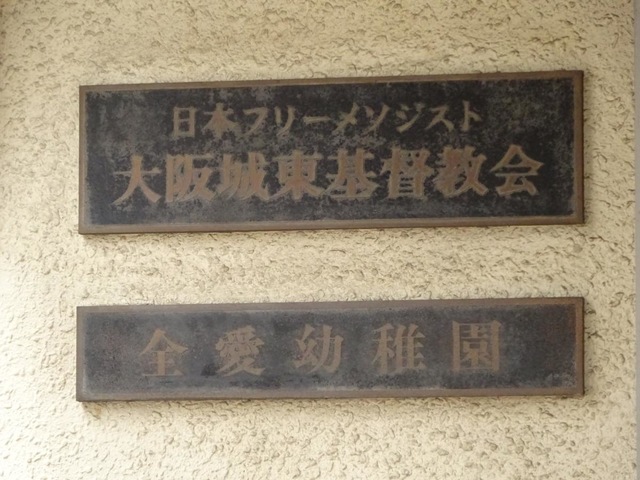 日本フリーメソジスト
大阪城東基督教会
全愛幼稚園